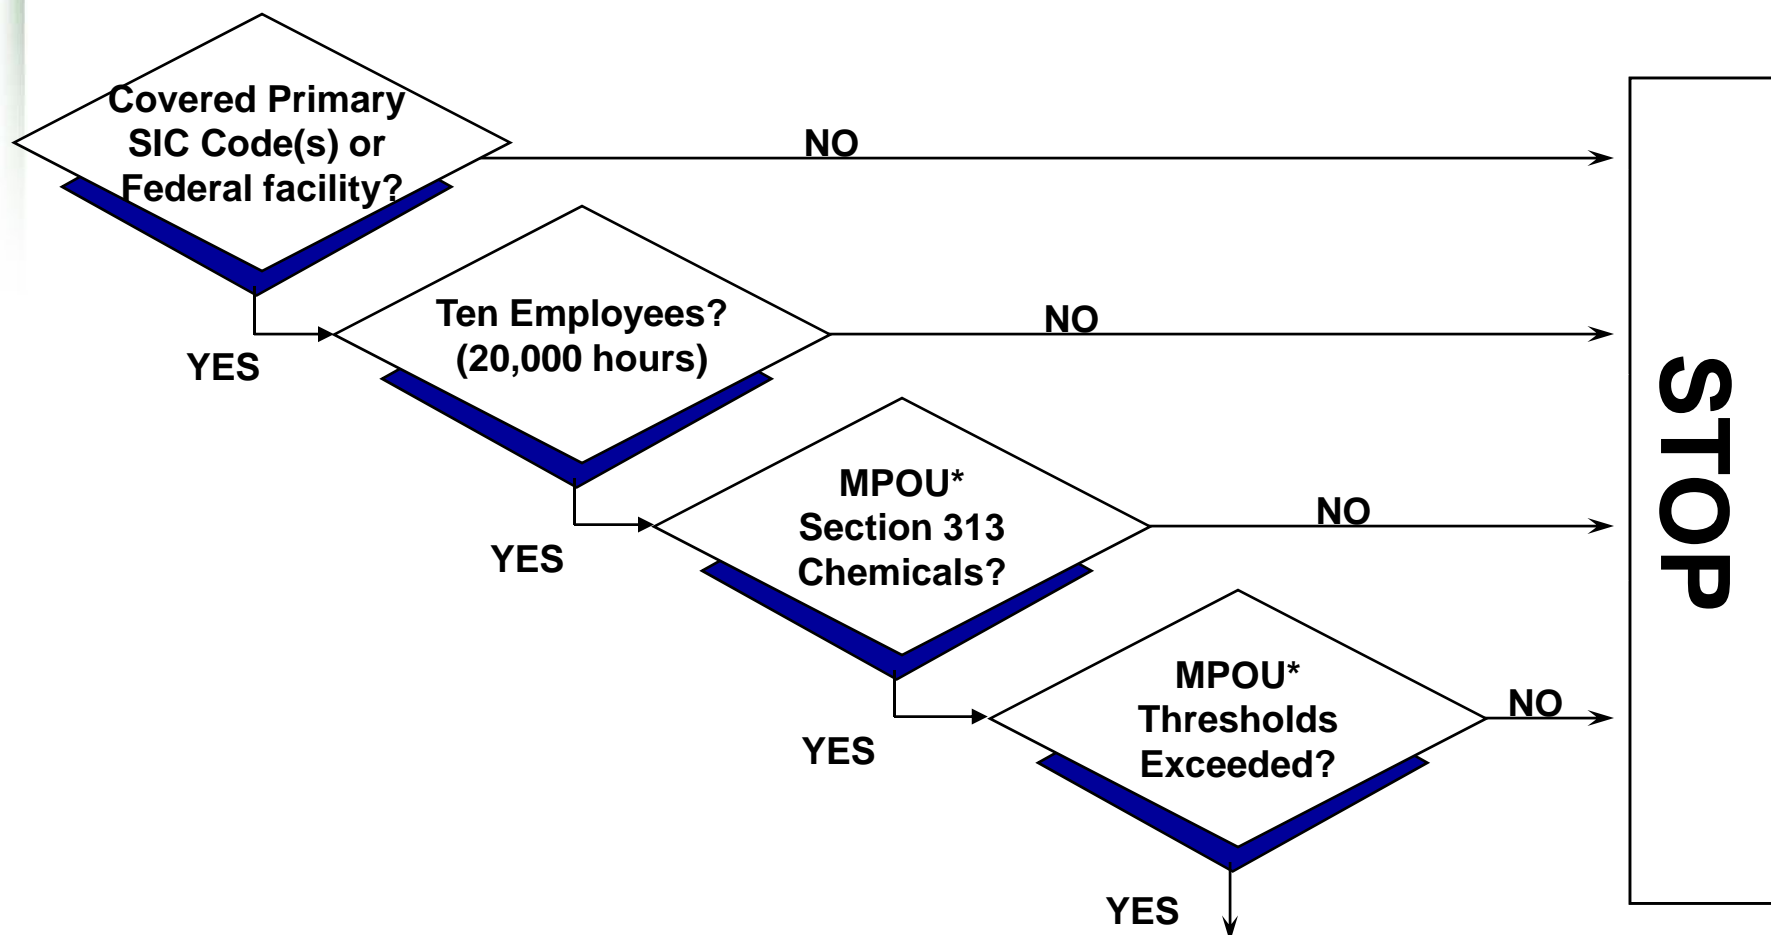 Covered Primary
SIC Code(s) or
Federal facility?
NO
YES
Ten Employees?
(20,000 hours)
NO
YES
MPOU*
Section 313
Chemicals?
NO
YES
MPOU*
Thresholds
Exceeded?
NO
YES
STOP